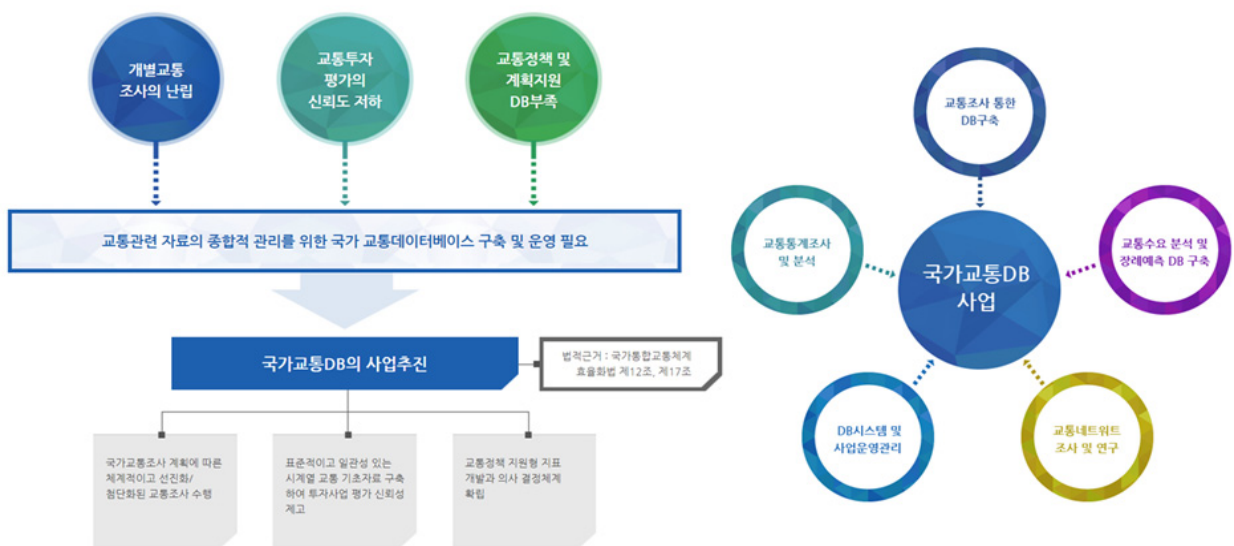 개별교통
조사의 난립
교통투자
평가의
신뢰도 저하
교통정책 및
계획지원
DB부족
교통관련 자료의 종합적 관리를 위한 국가 교통데이터베이스 구축 및 운영 필요
국가교통DB의 사업추진
법적근거 : 국가통합교통체계
효율화법 제12조, 제17조
국가교통조사 계획에 따른
체계적이고 선진화/
첨단화된 교통조사 수행
표준적이고 일관성 있는
시계열 교통 기초자료 구축
하여 투자사업 평가 신뢰성
제고
교통정책 지원형 지표
개발과 의사 결정체계
확립
교통조사 통한
DB구축
교통통계조사
및 분석
국가교통DB
사업
교통수요 분석 및
장례예측 DB 구축
DB시스템 및
사업운영관리
교통네트워트
조사 및 연구